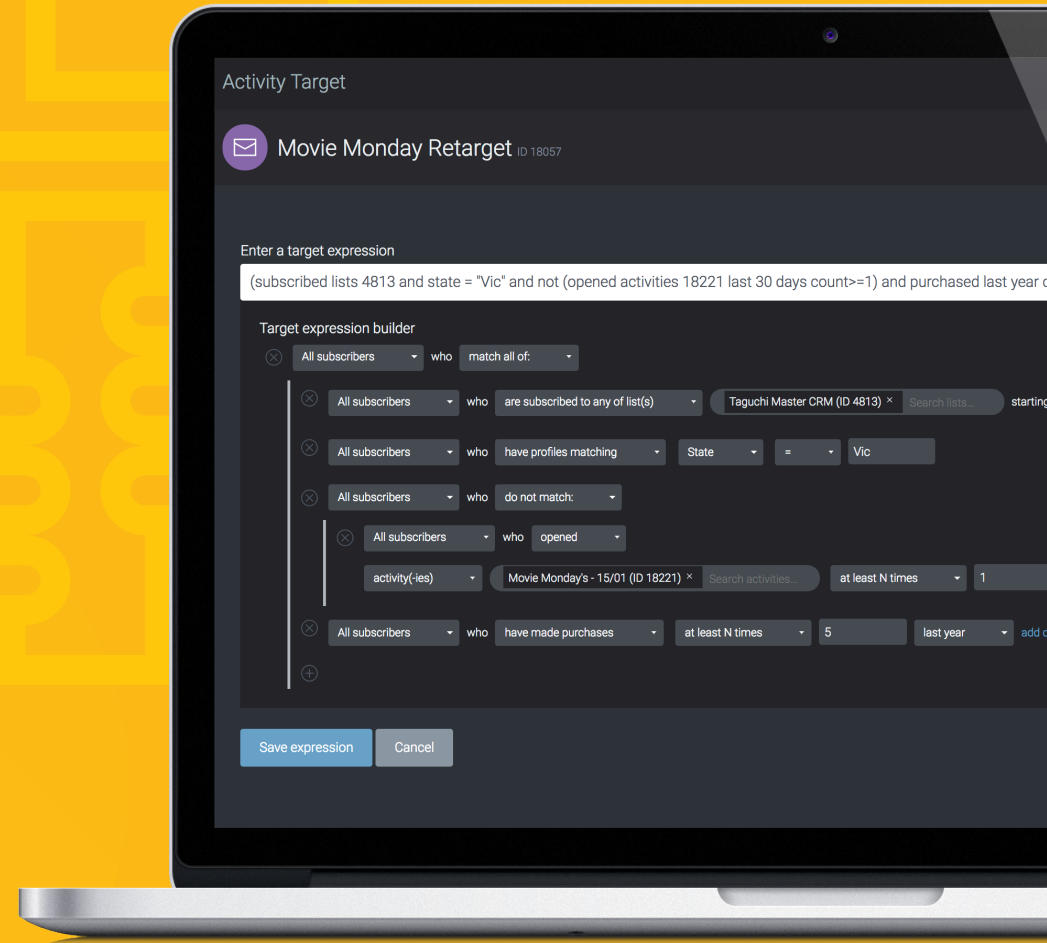 Activity Target
Movie Monday Retarget ID 18057
Enter a target expression
(subscribed lists 4813 and state = "Vic" and not (opened activities 18221 last 30 days count>=1) and purchased last year
Target expression builder
All subscribers who match all of:
All subscribers who are subscribed to any of list(s) Taguchi Master CRM (ID 4813) × Search lists... starting
All subscribers who have profiles matching State = Vic
All subscribers who do not match:
All subscribers who opened
activity(-ies) Movie Monday's - 15/01 (ID 18221) × Search activities... at least N times 1
All subscribers who have made purchases at least N times 5 last year add
Save expression Cancel